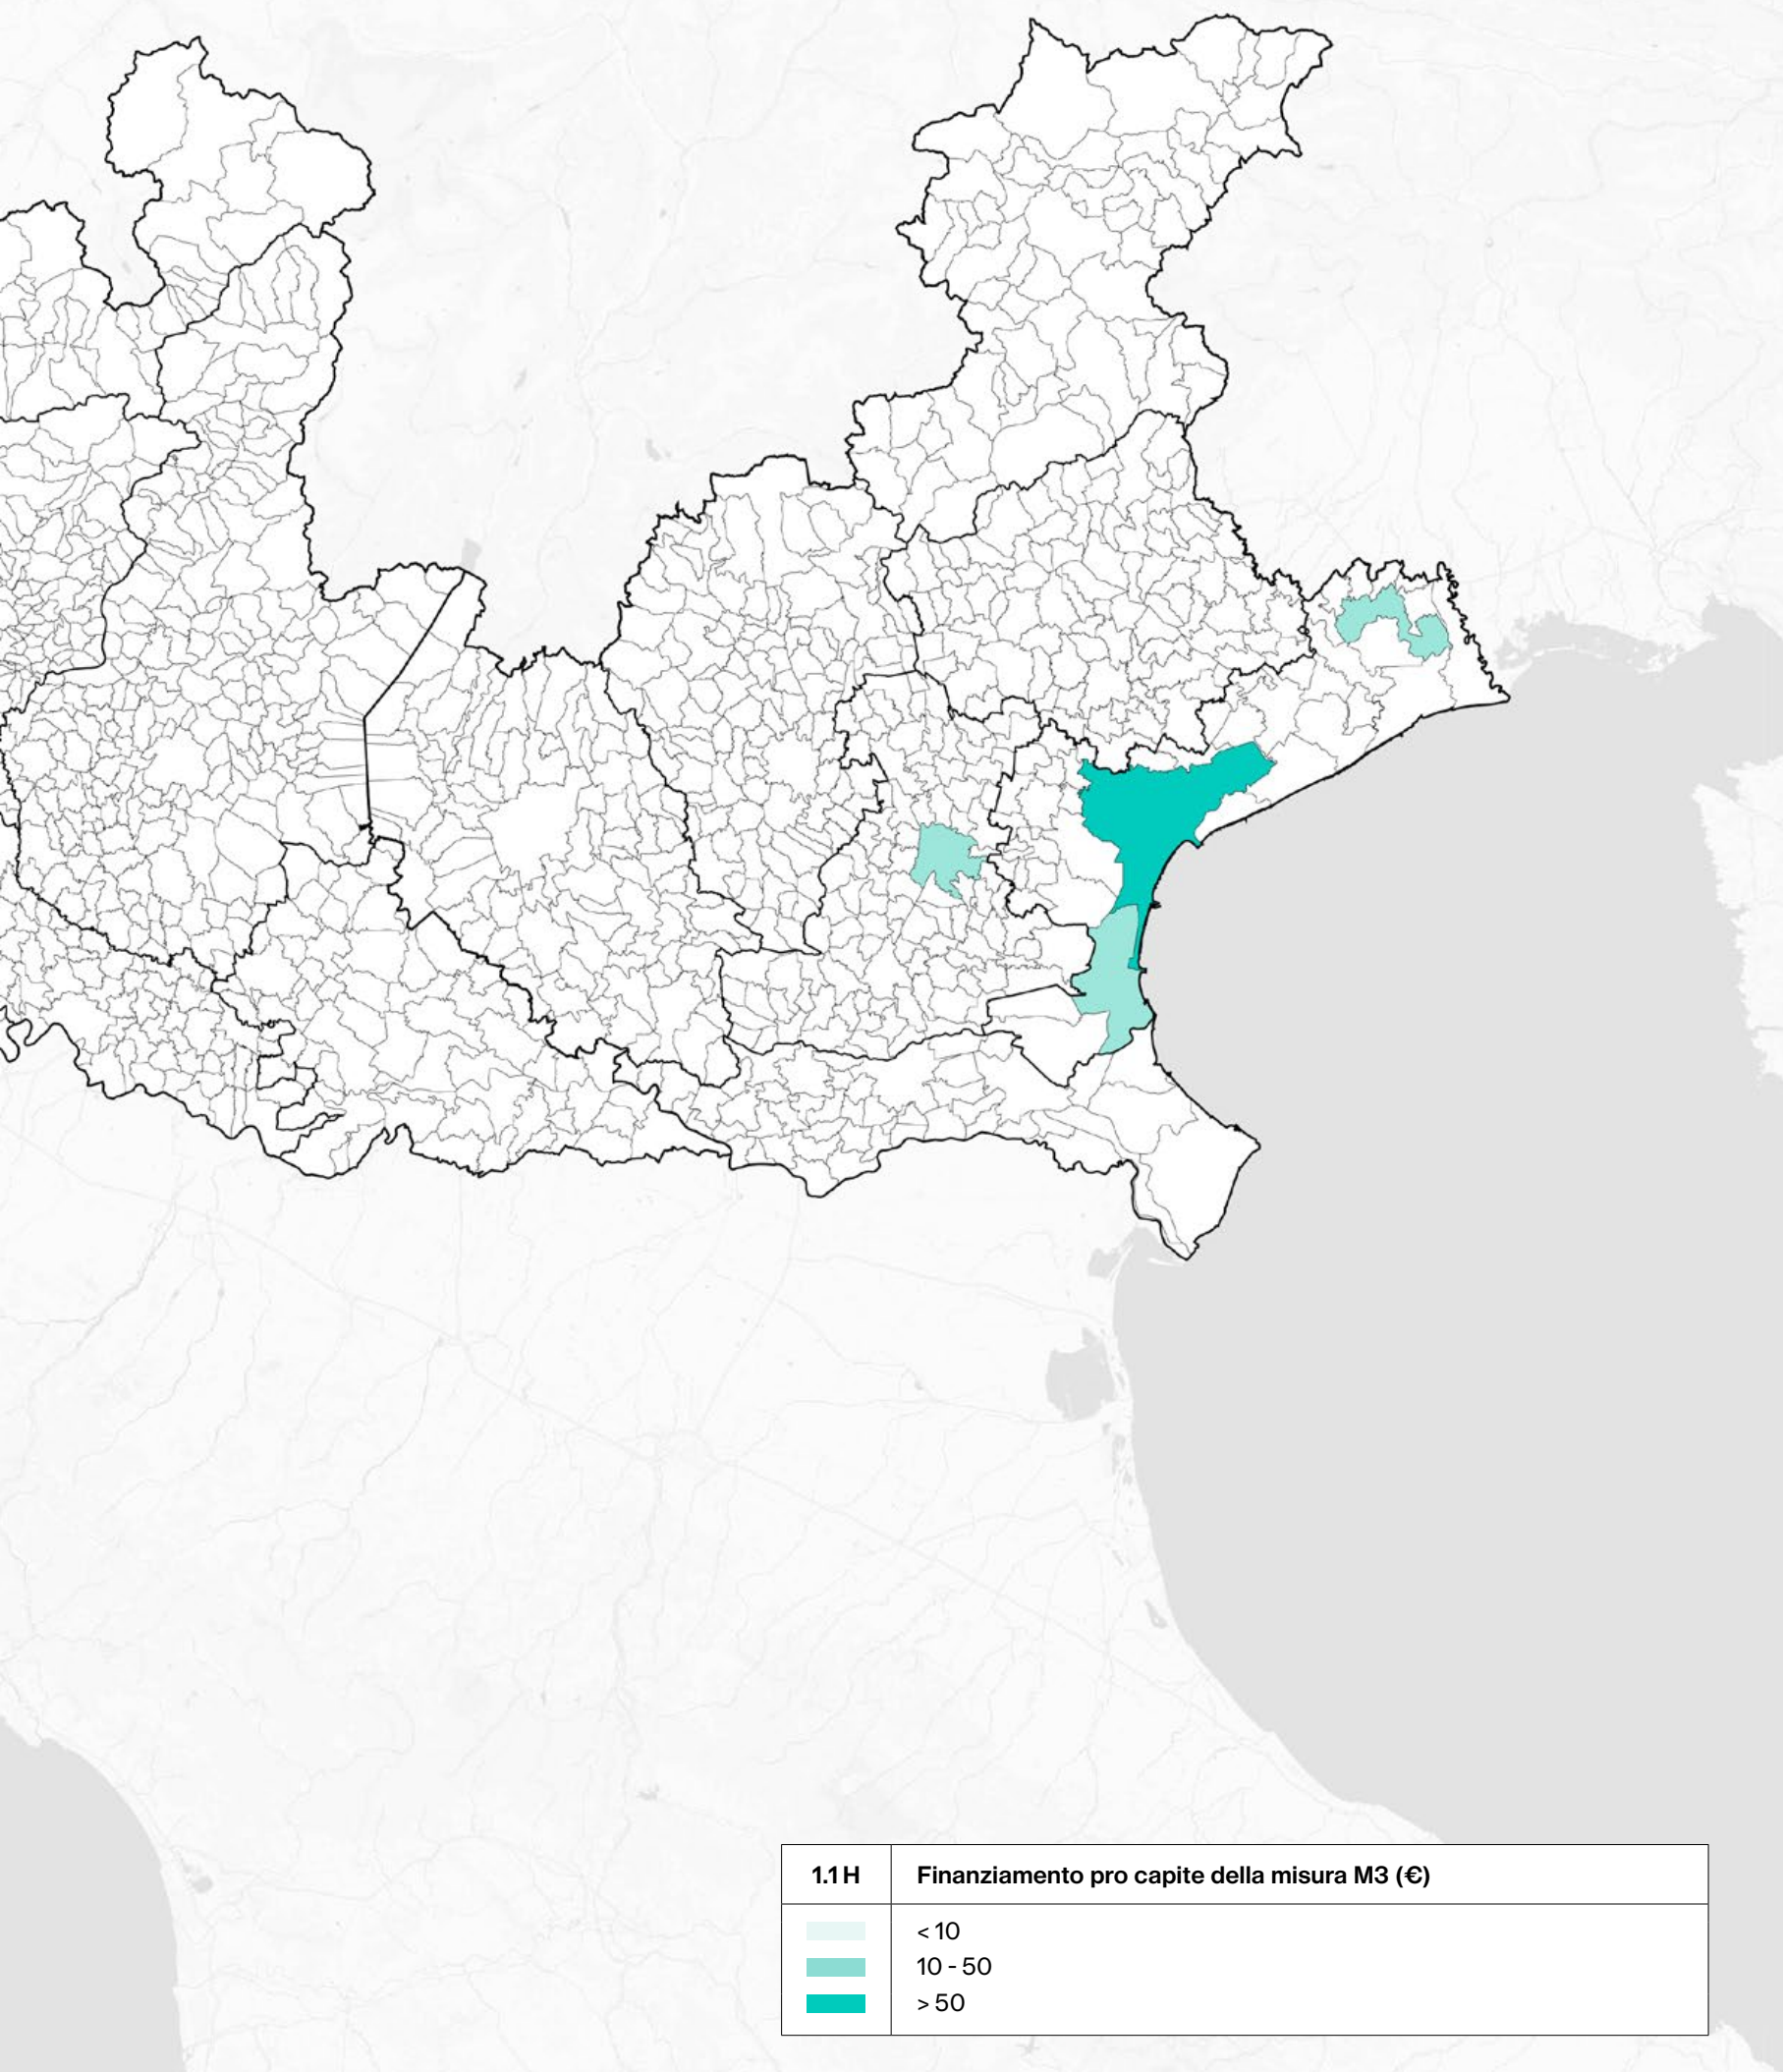 1.1 H
Finanziamento pro capite della misura M3 (€)
< 10
10 - 50
> 50